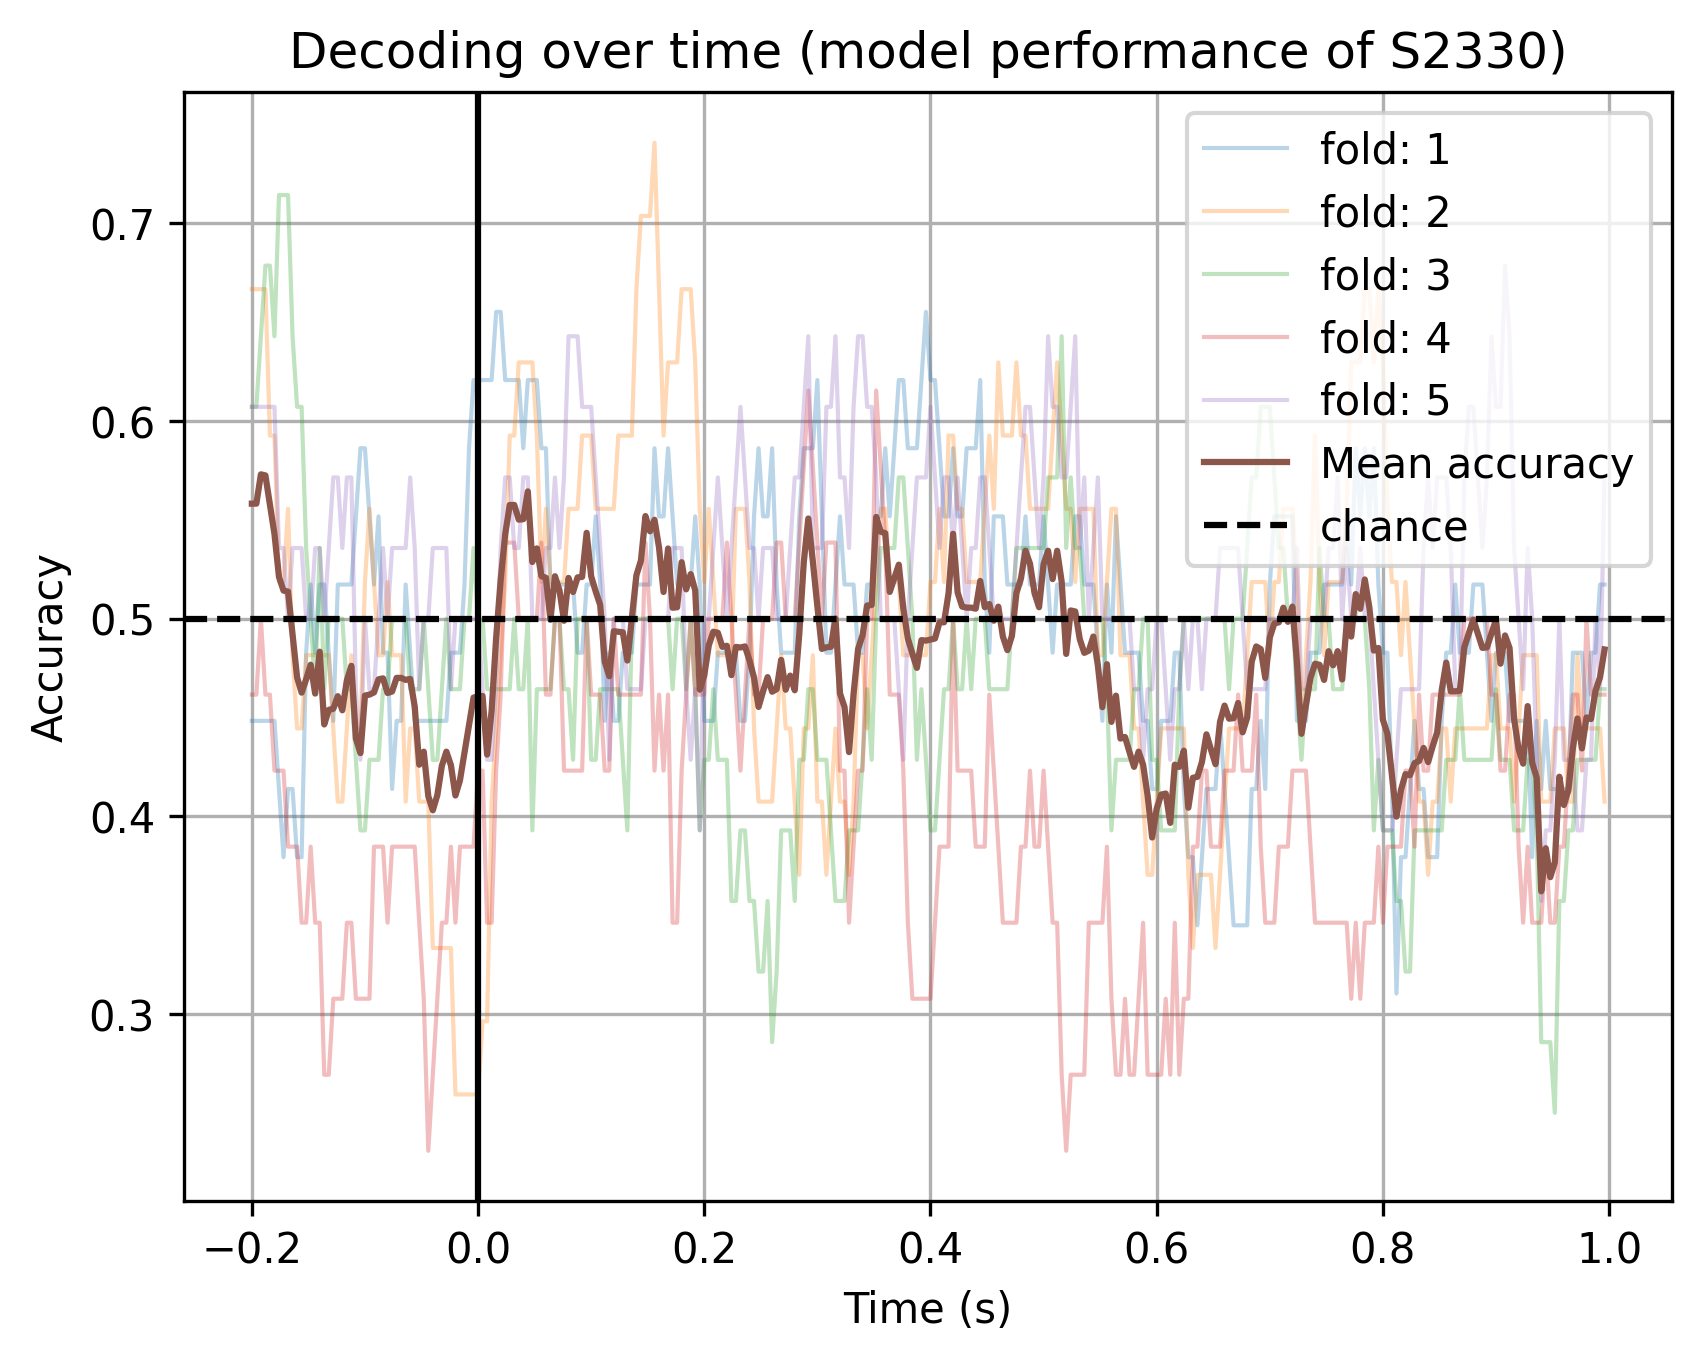 Decoding over time (model performance of S2330)
Accuracy
0.7
0.6
0.5
0.4
0.3
−0.2
0.0
0.2
0.4
0.6
0.8
1.0
Time (s)
fold: 1
fold: 2
fold: 3
fold: 4
fold: 5
Mean accuracy
chance